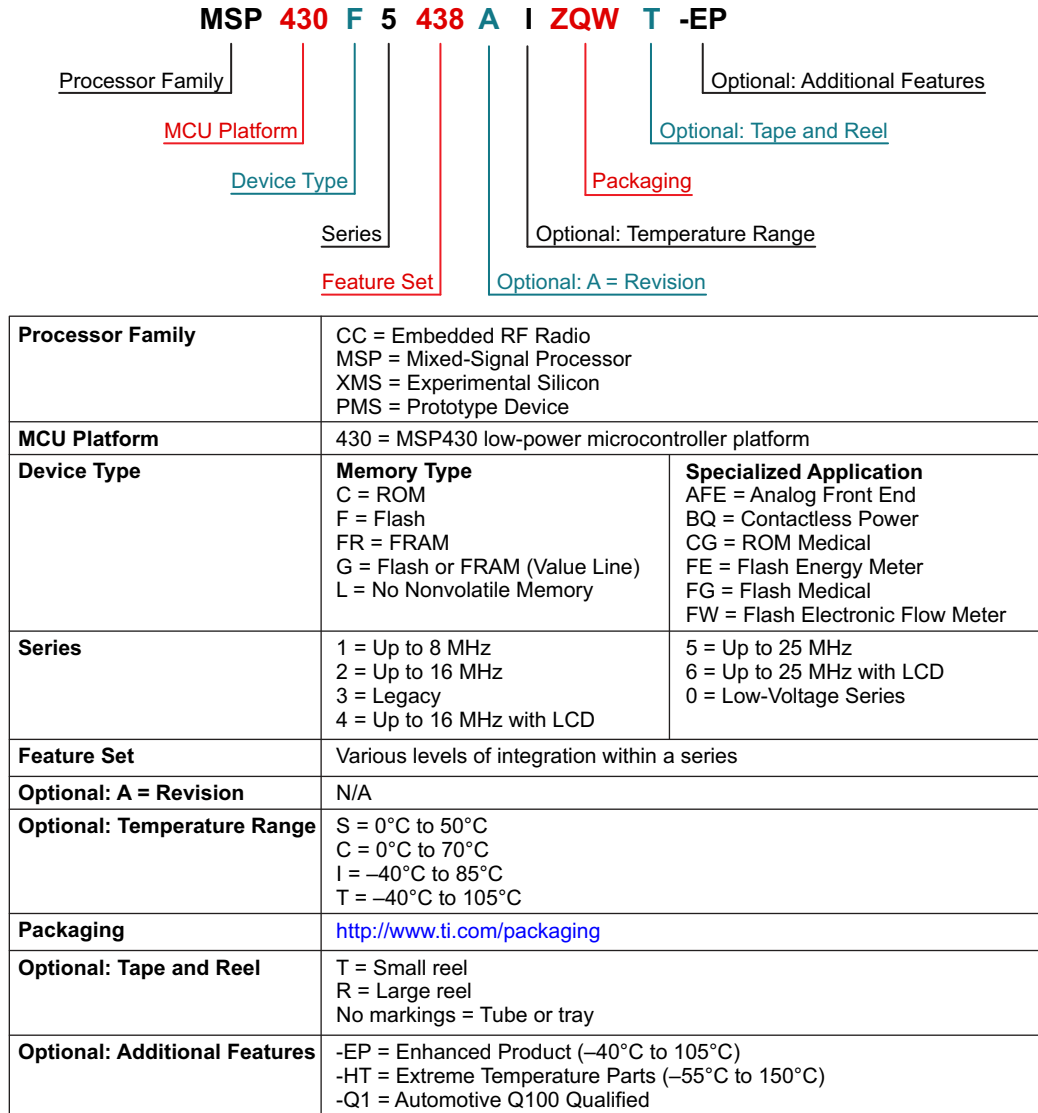 MSP 430 F 5 438 A I ZQW T -EP
Processor Family
Optional: Additional Features
MCU Platform
Optional: Tape and Reel
Device Type
Packaging
Series
Optional: Temperature Range
Feature Set
Optional: A = Revision
Processor Family
CC = Embedded RF Radio
MSP = Mixed-Signal Processor
XMS = Experimental Silicon
PMS = Prototype Device
MCU Platform
430 = MSP430 low-power microcontroller platform
Device Type
Memory Type
C = ROM
F = Flash
FR = FRAM
G = Flash or FRAM (Value Line)
L = No Nonvolatile Memory
Specialized Application
AFE = Analog Front End
BQ = Contactless Power
CG = ROM Medical
FE = Flash Energy Meter
FG = Flash Medical
FW = Flash Electronic Flow Meter
Series
1 = Up to 8 MHz
2 = Up to 16 MHz
3 = Legacy
4 = Up to 16 MHz with LCD
5 = Up to 25 MHz
6 = Up to 25 MHz with LCD
0 = Low-Voltage Series
Feature Set
Various levels of integration within a series
Optional: A = Revision
N/A
Optional: Temperature Range
S = 0°C to 50°C
C = 0°C to 70°C
I = –40°C to 85°C
T = –40°C to 105°C
Packaging
http://www.ti.com/packaging
Optional: Tape and Reel
T = Small reel
R = Large reel
No markings = Tube or tray
Optional: Additional Features
-EP = Enhanced Product (–40°C to 105°C)
-HT = Extreme Temperature Parts (–55°C to 150°C)
-Q1 = Automotive Q100 Qualified